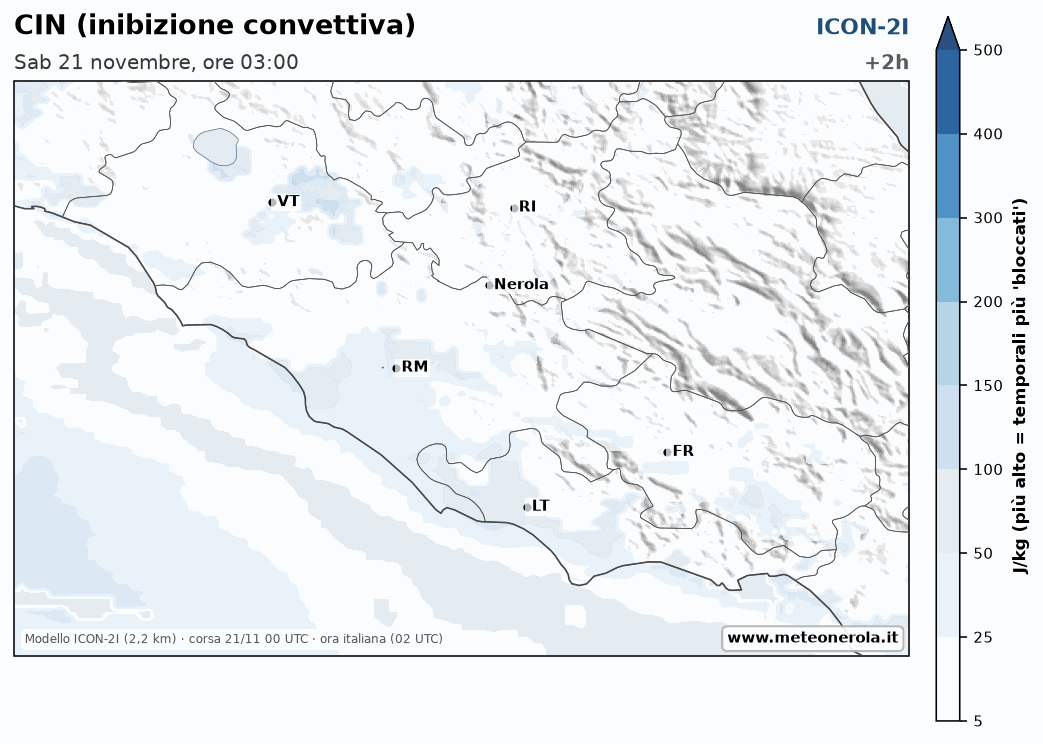 CIN (inibizione convettiva)
ICON-2I
Sab 21 novembre, ore 03:00
+2h
500
400
300
200
150
100
50
25
5
J/kg (più alto = temporali più 'bloccati')
VT
RI
Nerola
RM
FR
LT
0
Modello ICON-2I (2,2 km) · corsa 21/11 00 UTC · ora italiana (02 UTC)
www.meteonerola.it